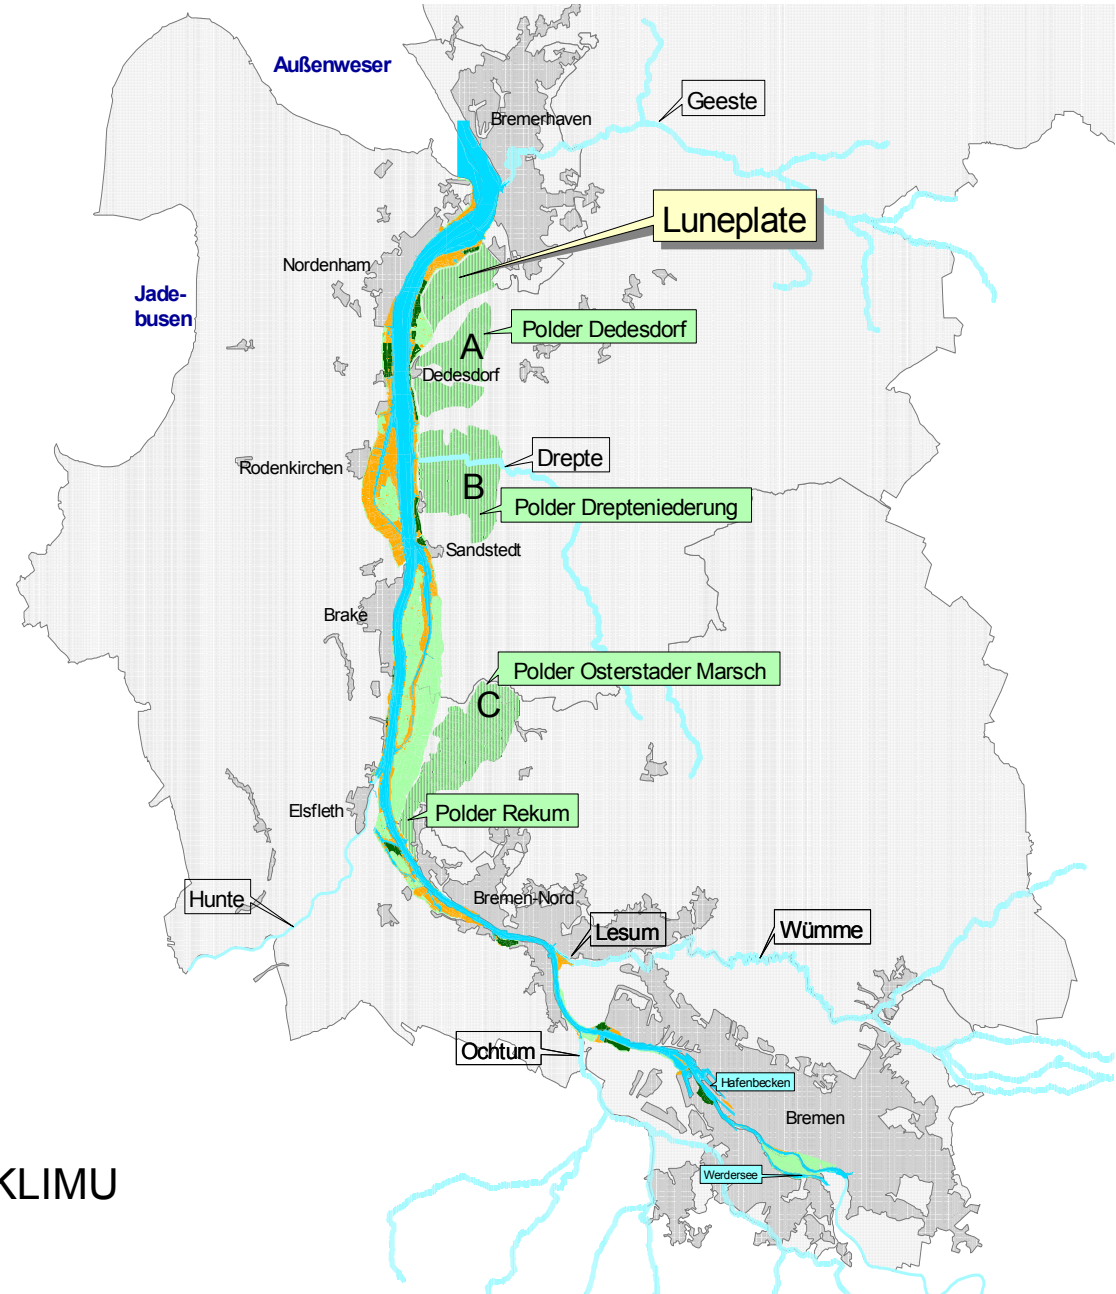 Außenweser
Geeste
Bremerhaven
Luneplate
Nordenham
Jade-
busen
Polder Dedesdorf
A
Dedesdorf
Drepte
Rodenkirchen
B
Polder Drepteniederung
Sandstedt
Brake
Polder Osterstader Marsch
C
Elsfleth
Polder Rekum
Hunte
Bremen-Nord
Lesum
Wümme
Ochtum
Hafenbecken
Bremen
Werdersee
KLIMU